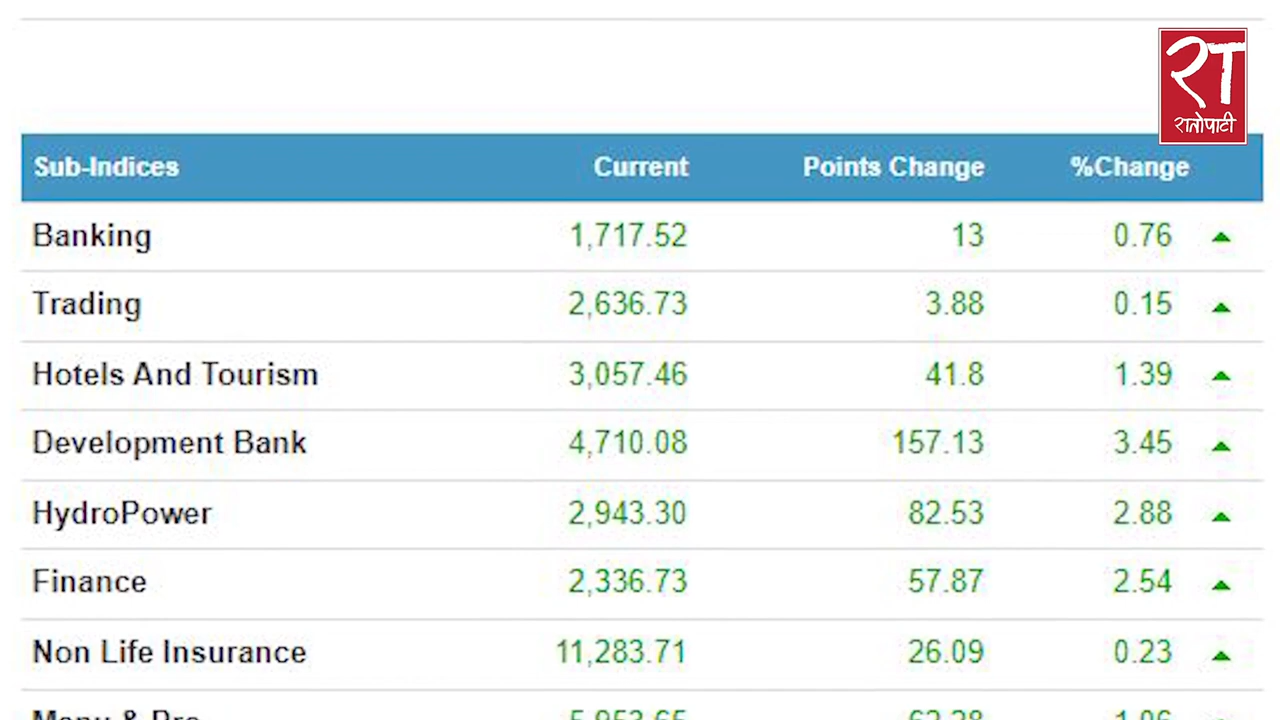 रातोपाटी
Sub-Indices Current Points Change %Change
Banking 1,717.52 13 0.76
Trading 2,636.73 3.88 0.15
Hotels And Tourism 3,057.46 41.8 1.39
Development Bank 4,710.08 157.13 3.45
HydroPower 2,943.30 82.53 2.88
Finance 2,336.73 57.87 2.54
Non Life Insurance 11,283.71 26.09 0.23
Manu & Pro